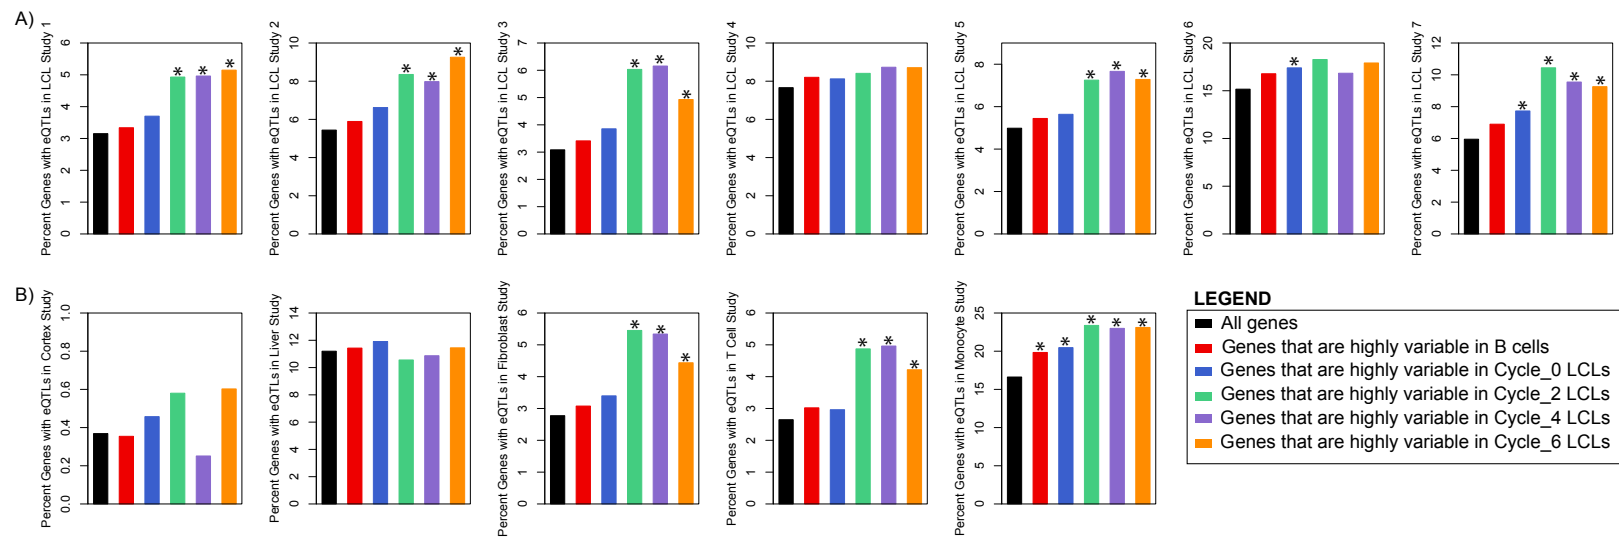 A)
Percent Genes with eQTLs in LCL Study 1
0 1 2 3 4 5 6
* * *
Percent Genes with eQTLs in LCL Study 2
0 2 4 6 8 10
* * *
Percent Genes with eQTLs in LCL Study 3
0 1 2 3 4 5 6 7
* * *
Percent Genes with eQTLs in LCL Study 4
0 2 4 6 8 10
Percent Genes with eQTLs in LCL Study 5
0 2 4 6 8
* * *
Percent Genes with eQTLs in LCL Study 6
0 5 10 15 20
*
Percent Genes with eQTLs in LCL Study 7
0 2 4 6 8 10 12
* * * *
B)
Percent Genes with eQTLs in Cortex Study
0.0 0.2 0.4 0.6 0.8 1.0
Percent Genes with eQTLs in Liver Study
0 2 4 6 8 10 12 14
Percent Genes with eQTLs in Fibroblast Study
0 1 2 3 4 5 6
* * *
Percent Genes with eQTLs in T Cell Study
0 1 2 3 4 5 6
* * *
Percent Genes with eQTLs in Monocyte Study
0 5 10 15 20 25
* * * * *
LEGEND
All genes
Genes that are highly variable in B cells
Genes that are highly variable in Cycle_0 LCLs
Genes that are highly variable in Cycle_2 LCLs
Genes that are highly variable in Cycle_4 LCLs
Genes that are highly variable in Cycle_6 LCLs